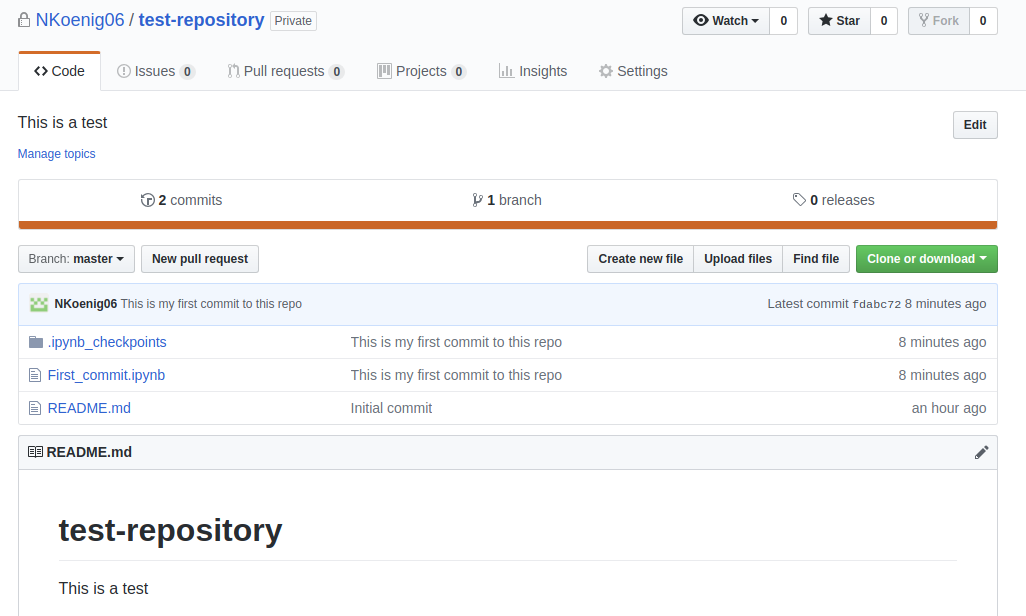 NKoenig06 / test-repository Private Watch 0 Star 0 Fork 0
Code Issues 0 Pull requests 0 Projects 0 Insights Settings
This is a test Edit
Manage topics
2 commits 1 branch 0 releases
Branch: master New pull request Create new file Upload files Find file Clone or download
NKoenig06 This is my first commit to this repo Latest commit fdabc72 8 minutes ago
.ipynb_checkpoints This is my first commit to this repo 8 minutes ago
First_commit.ipynb This is my first commit to this repo 8 minutes ago
README.md Initial commit an hour ago
README.md
test-repository
This is a test